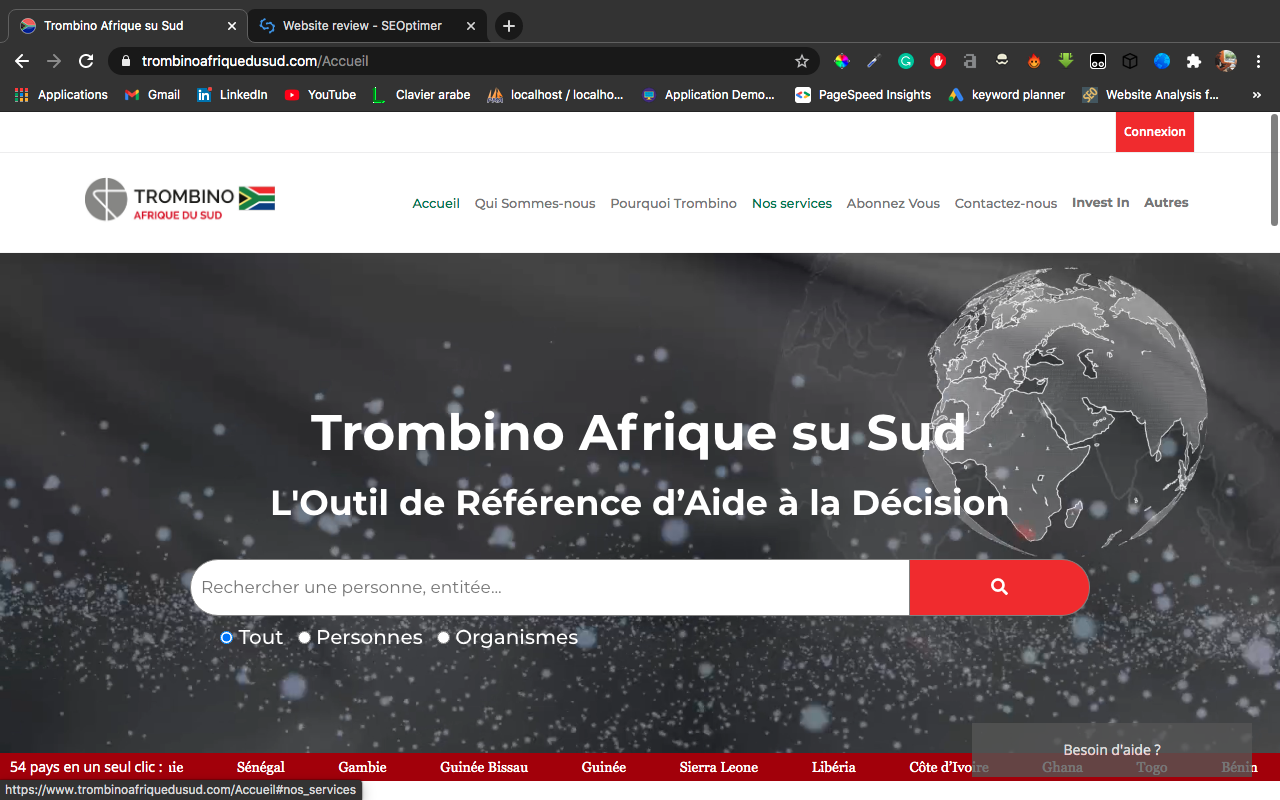 Trombino Afrique su Sud
Website review - SEOptimer
trombinoafriquedusud.com/Accueil
Applications Gmail LinkedIn YouTube Clavier arabe localhost / localho... Application Demo... PageSpeed Insights keyword planner Website Analysis f... »
Connexion
TROMBINO
AFRIQUE DU SUD
Accueil Qui Sommes-nous Pourquoi Trombino Nos services Abonnez Vous Contactez-nous Invest In Autres
Trombino Afrique su Sud
L'Outil de Référence d’Aide à la Décision
Rechercher une personne, entitée...
Tout Personnes Organismes
Besoin d'aide ?
54 pays en un seul clic : uie Sénégal Gambie Guinée Bissau Guinée Sierra Leone Libéria Côte d’Ivoire Ghana Togo Bénin
https://www.trombinoafriquedusud.com/Accueil#nos_services